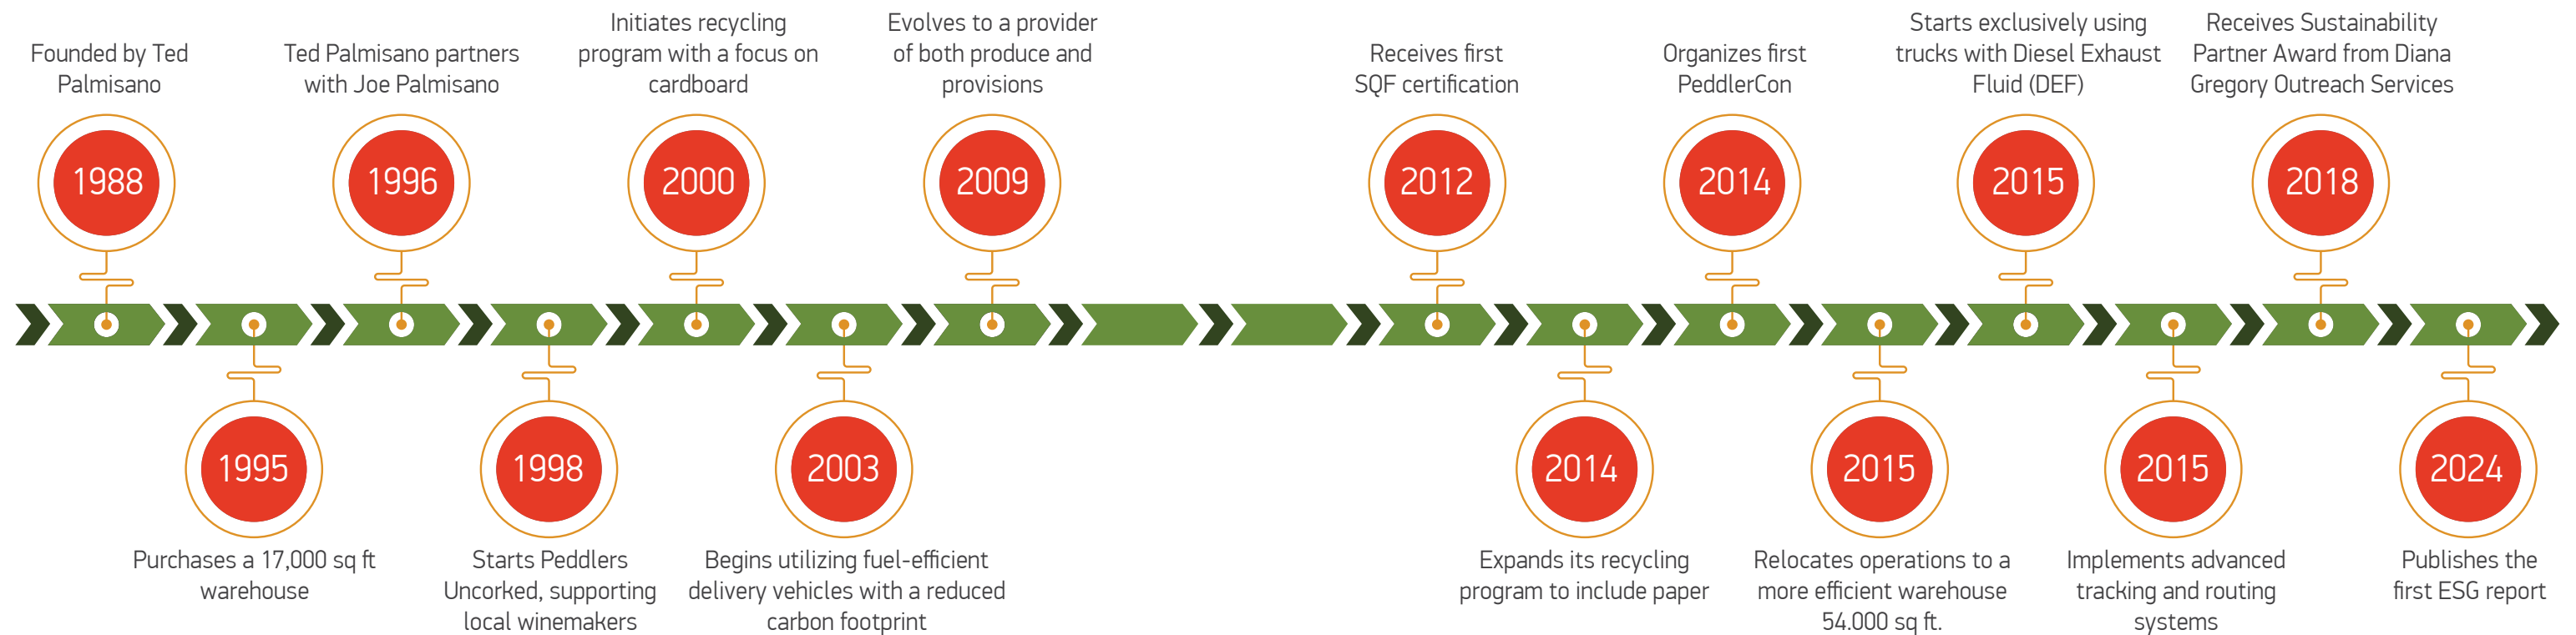 Founded by Ted
Palmisano
1988
Purchases a 17,000 sq ft
warehouse
1995
Ted Palmisano partners
with Joe Palmisano
1996
Starts Peddlers
Uncorked, supporting
local winemakers
1998
Initiates recycling
program with a focus on
cardboard
2000
Begins utilizing fuel-efficient
delivery vehicles with a reduced
carbon footprint
2003
Evolves to a provider
of both produce and
provisions
2009
Receives first
SQF certification
2012
Expands its recycling
program to include paper
2014
Organizes first
PeddlerCon
2014
Relocates operations to a
more efficient warehouse
54.000 sq ft.
2015
Starts exclusively using
trucks with Diesel Exhaust
Fluid (DEF)
2015
Implements advanced
tracking and routing
systems
2015
Receives Sustainability
Partner Award from Diana
Gregory Outreach Services
2018
Publishes the
first ESG report
2024